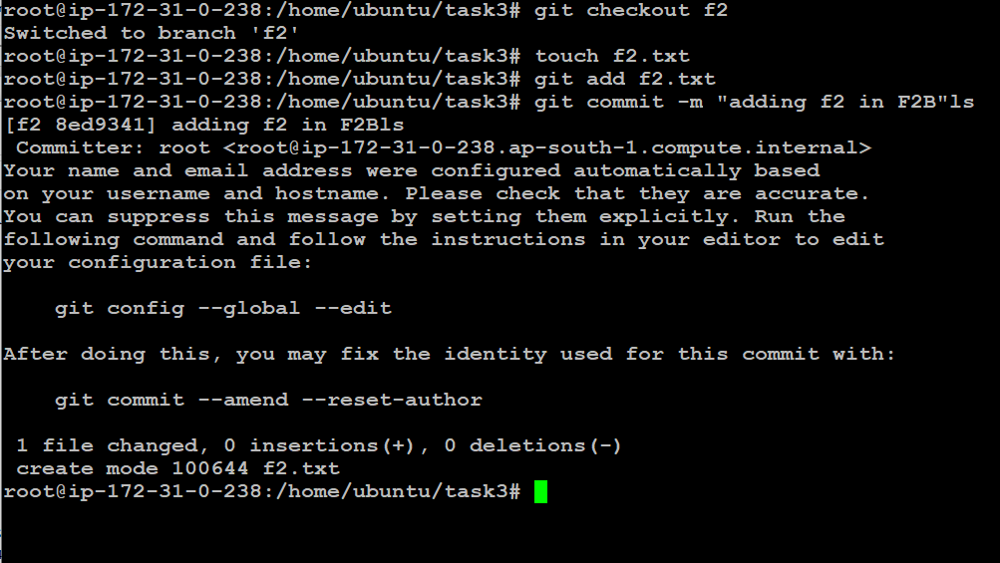 root@ip-172-31-0-238:/home/ubuntu/task3# git checkout f2
Switched to branch 'f2'
root@ip-172-31-0-238:/home/ubuntu/task3# touch f2.txt
root@ip-172-31-0-238:/home/ubuntu/task3# git add f2.txt
root@ip-172-31-0-238:/home/ubuntu/task3# git commit -m "adding f2 in F2B"ls
[f2 8ed9341] adding f2 in F2Bls
 Committer: root <root@ip-172-31-0-238.ap-south-1.compute.internal>
Your name and email address were configured automatically based
on your username and hostname. Please check that they are accurate.
You can suppress this message by setting them explicitly. Run the
following command and follow the instructions in your editor to edit
your configuration file:

    git config --global --edit

After doing this, you may fix the identity used for this commit with:

    git commit --amend --reset-author

 1 file changed, 0 insertions(+), 0 deletions(-)
 create mode 100644 f2.txt
root@ip-172-31-0-238:/home/ubuntu/task3#